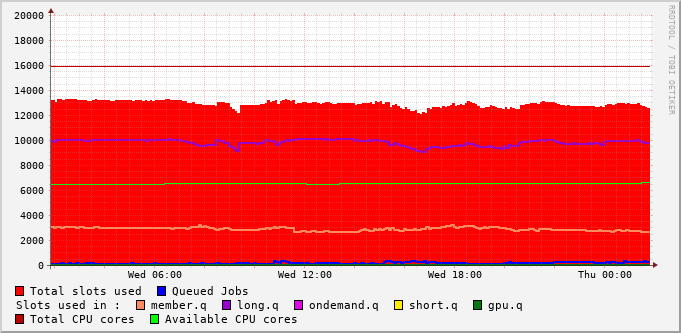 20000
18000
16000
14000
12000
10000
8000
6000
4000
2000
0
Wed 06:00 Wed 12:00 Wed 18:00 Thu 00:00
RRDTOOL / TOBI OETIKER
Total slots used Queued Jobs
Slots used in : member.q long.q ondemand.q short.q gpu.q
Total CPU cores Available CPU cores